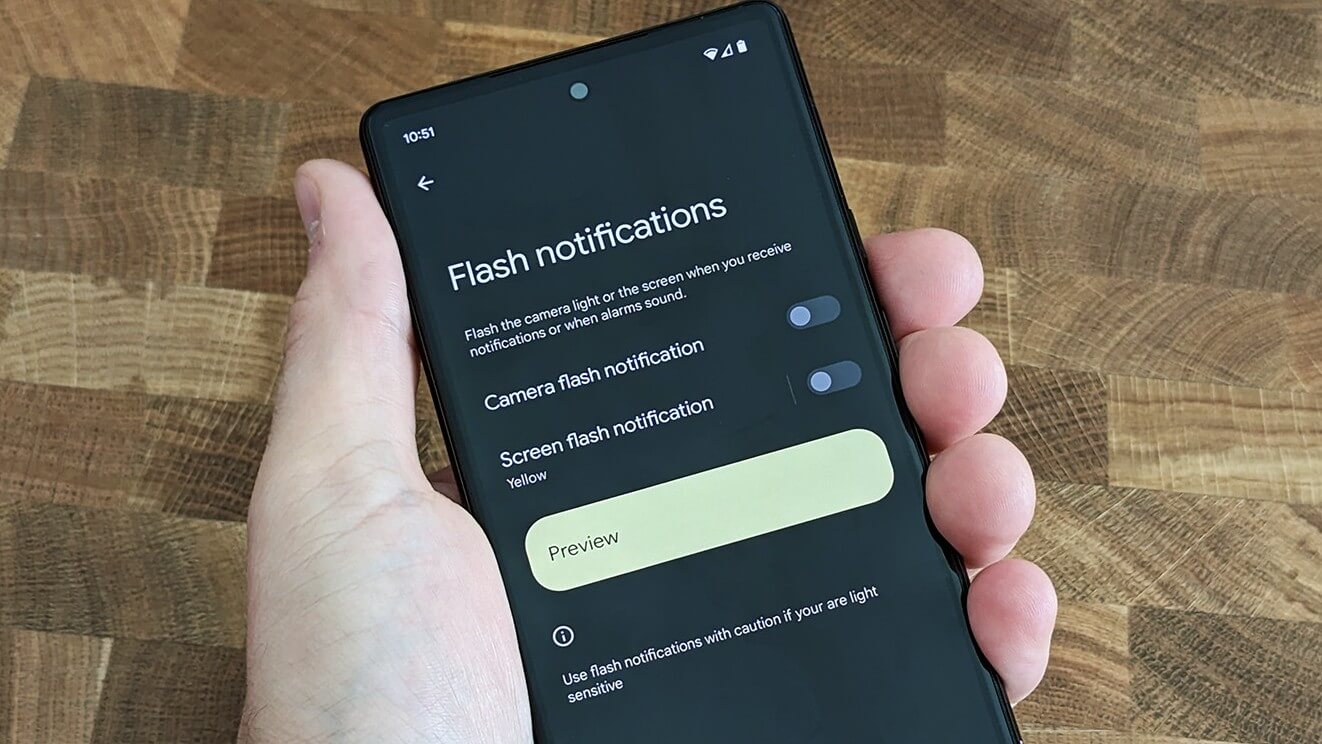 10:51
Flash notifications
Flash the camera light or the screen when you receive
notifications or when alarms sound.
Camera flash notification
Screen flash notification
Yellow
Preview
Use flash notifications with caution if your are light
sensitive